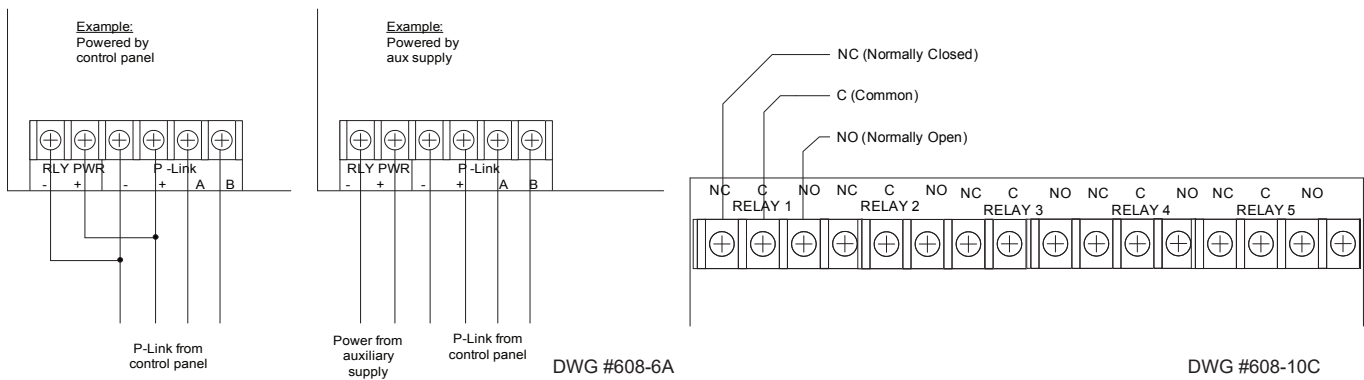 Example:
Powered by
control panel
RLY PWR P -Link
- + - + A B
P-Link from
control panel
Example:
Powered by
aux supply
RLY PWR P -Link
- + - + A B
Power from
auxiliary
supply
P-Link from
control panel
DWG #608-6A
NC (Normally Closed)
C (Common)
NO (Normally Open)
NC C NO NC C NO NC C NO NC C NO NC C NO
RELAY 1 RELAY 2 RELAY 3 RELAY 4 RELAY 5
DWG #608-10C